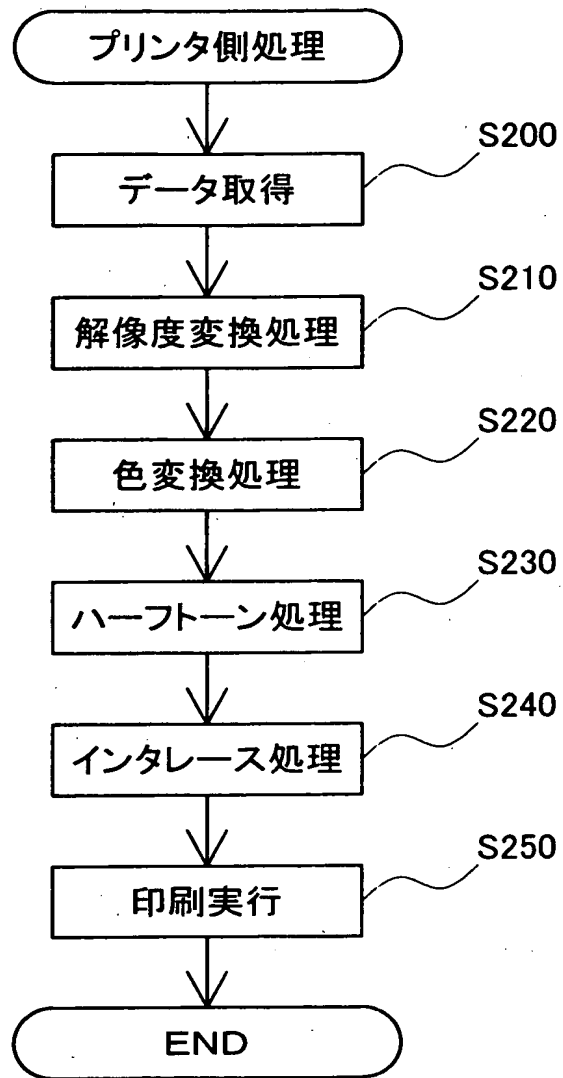 プリンタ側処理
S200
データ取得
S210
解像度変換処理
S220
色変換処理
S230
ハーフトーン処理
S240
インタレース処理
S250
印刷実行
END